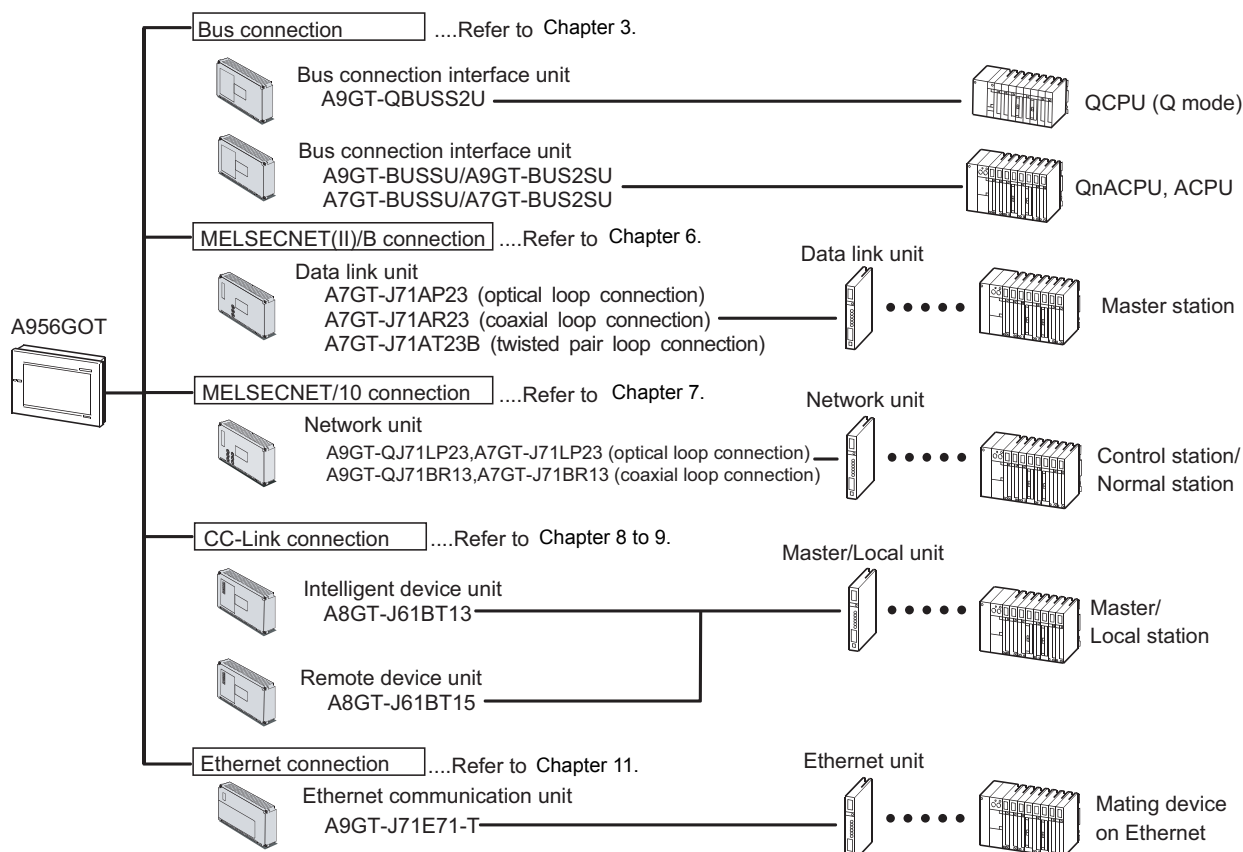 Bus connection ....Refer to Chapter 3.
Bus connection interface unit
A9GT-QBUSS2U
QCPU (Q mode)
Bus connection interface unit
A9GT-BUSSU/A9GT-BUS2SU
A7GT-BUSSU/A7GT-BUS2SU
QnACPU, ACPU
MELSECNET(II)/B connection ....Refer to Chapter 6.
Data link unit
A7GT-J71AP23 (optical loop connection)
A7GT-J71AR23 (coaxial loop connection)
A7GT-J71AT23B (twisted pair loop connection)
Data link unit
Master station
A956GOT
MELSECNET/10 connection ....Refer to Chapter 7.
Network unit
A9GT-QJ71LP23,A7GT-J71LP23 (optical loop connection)
A9GT-QJ71BR13,A7GT-J71BR13 (coaxial loop connection)
Network unit
Control station/
Normal station
CC-Link connection ....Refer to Chapter 8 to 9.
Intelligent device unit
A8GT-J61BT13
Master/Local unit
Master/
Local station
Remote device unit
A8GT-J61BT15
Ethernet connection ....Refer to Chapter 11.
Ethernet communication unit
A9GT-J71E71-T
Ethernet unit
Mating device
on Ethernet